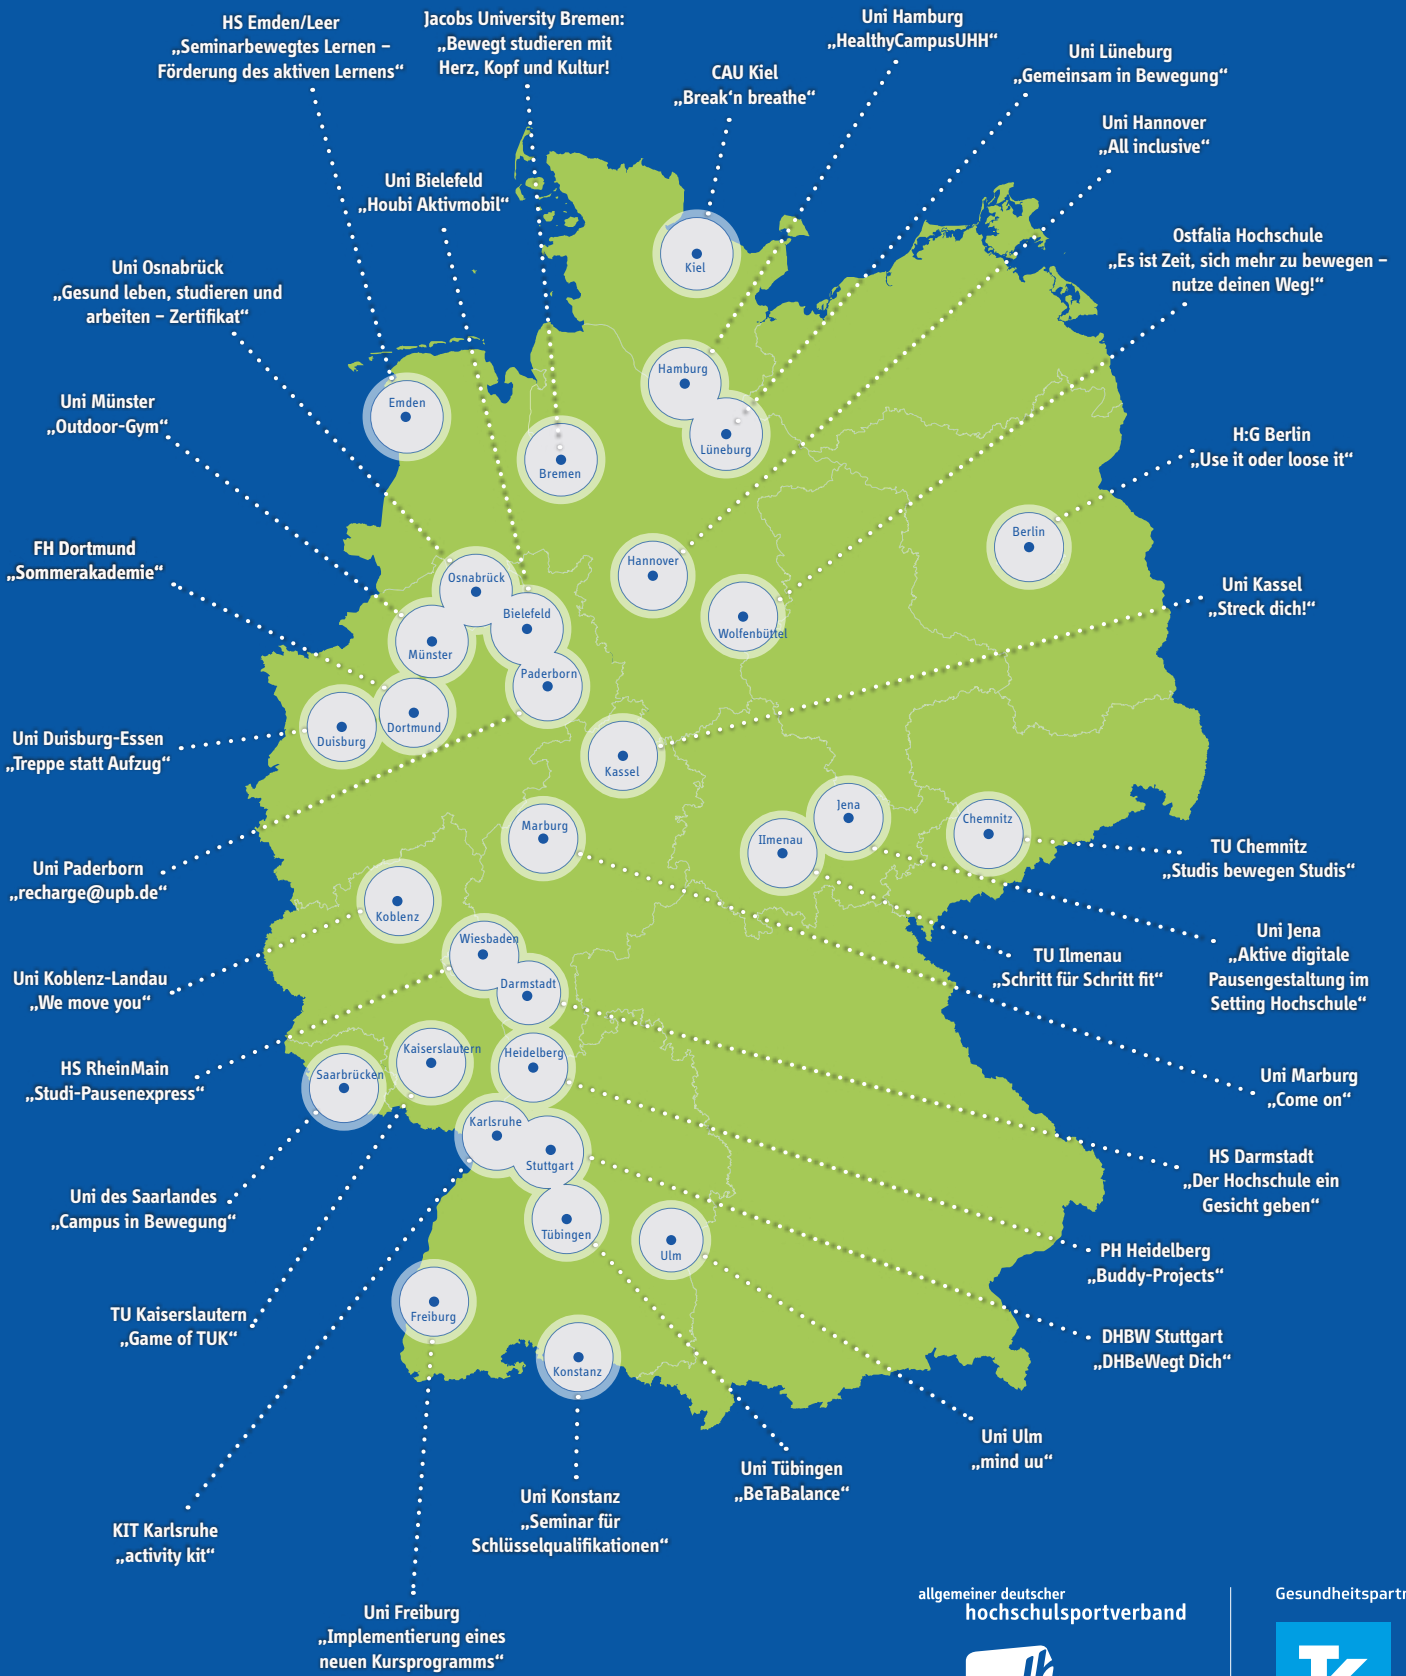 HS Emden/Leer
„Seminarbewegtes Lernen –
Förderung des aktiven Lernens“
Jacobs University Bremen:
„Bewegt studieren mit
Herz, Kopf und Kultur!
Uni Hamburg
„HealthyCampusUHH“
CAU Kiel
„Break‘n breathe“
Uni Lüneburg
„Gemeinsam in Bewegung“
Uni Hannover
„All inclusive“
Uni Bielefeld
„Houbi Aktivmobil“
Ostfalia Hochschule
„Es ist Zeit, sich mehr zu bewegen –
nutze deinen Weg!“
Uni Osnabrück
„Gesund leben, studieren und
arbeiten – Zertifikat“
Uni Münster
„Outdoor-Gym“
H:G Berlin
„Use it oder loose it“
FH Dortmund
„Sommerakademie“
Uni Kassel
„Streck dich!“
Uni Duisburg-Essen
„Treppe statt Aufzug“
Uni Paderborn
„recharge@upb.de“
TU Chemnitz
„Studis bewegen Studis“
Uni Jena
„Aktive digitale
Pausengestaltung im
Setting Hochschule“
TU Ilmenau
„Schritt für Schritt fit“
Uni Koblenz-Landau
„We move you“
HS RheinMain
„Studi-Pausenexpress“
Uni Marburg
„Come on“
HS Darmstadt
„Der Hochschule ein
Gesicht geben“
Uni des Saarlandes
„Campus in Bewegung“
PH Heidelberg
„Buddy-Projects“
TU Kaiserslautern
„Game of TUK“
DHBW Stuttgart
„DHBeWegt Dich“
Uni Ulm
„mind uu“
Uni Tübingen
„BeTaBalance“
Uni Konstanz
„Seminar für
Schlüsselqualifikationen“
KIT Karlsruhe
„activity kit“
Uni Freiburg
„Implementierung eines
neuen Kursprogramms“
Kiel
Hamburg
Emden
Lüneburg
Bremen
Berlin
Hannover
Osnabrück
Bielefeld
Wolfenbüttel
Münster
Paderborn
Dortmund
Duisburg
Kassel
Jena
Chemnitz
Marburg
Ilmenau
Koblenz
Wiesbaden
Darmstadt
Kaiserslautern
Heidelberg
Saarbrücken
Karlsruhe
Stuttgart
Tübingen
Ulm
Freiburg
Konstanz
allgemeiner deutscher
hochschulsportverband
Gesundheitspartn
TK